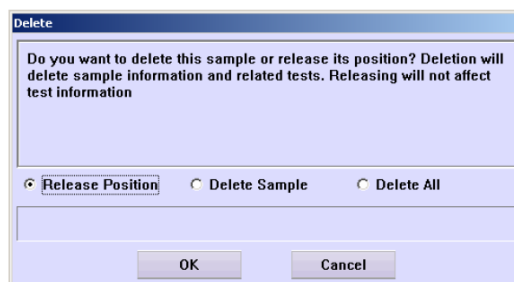 Delete
Do you want to delete this sample or release its position? Deletion will
delete sample information and related tests. Releasing will not affect
test information
Release Position Delete Sample Delete All
OK Cancel